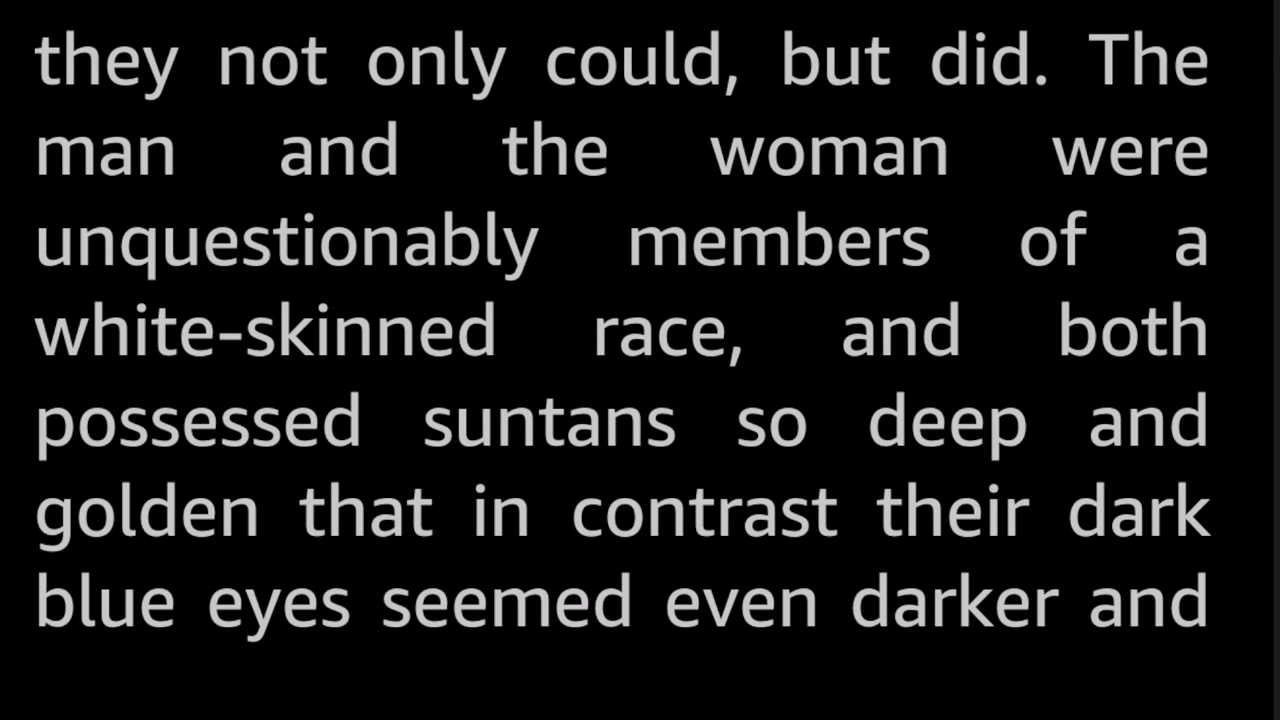 they not only could, but did. The
man and the woman were
unquestionably members of a
white-skinned race, and both
possessed suntans so deep and
golden that in contrast their dark
blue eyes seemed even darker and